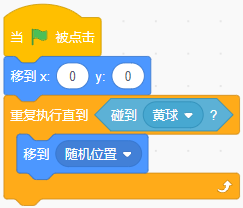 当 被点击
移到 x: 0 y: 0
重复执行直到 碰到 黄球 ?
移到 随机位置